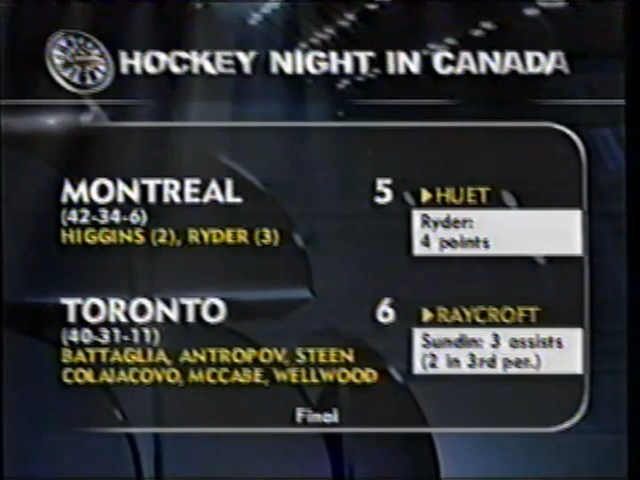 HOCKEY NIGHT IN CANADA
MONTREAL 5 ▶HUET
(42-34-6)
HIGGINS (2), RYDER (3)
Ryder:
4 points
TORONTO 6 ▶RAYCROFT
(40-31-11)
BATTAGLIA, ANTROPOV, STEEN
COLAIACOVO, MCCABE, WELLWOOD
Sundin: 3 assists
(2 in 3rd per.)
Final